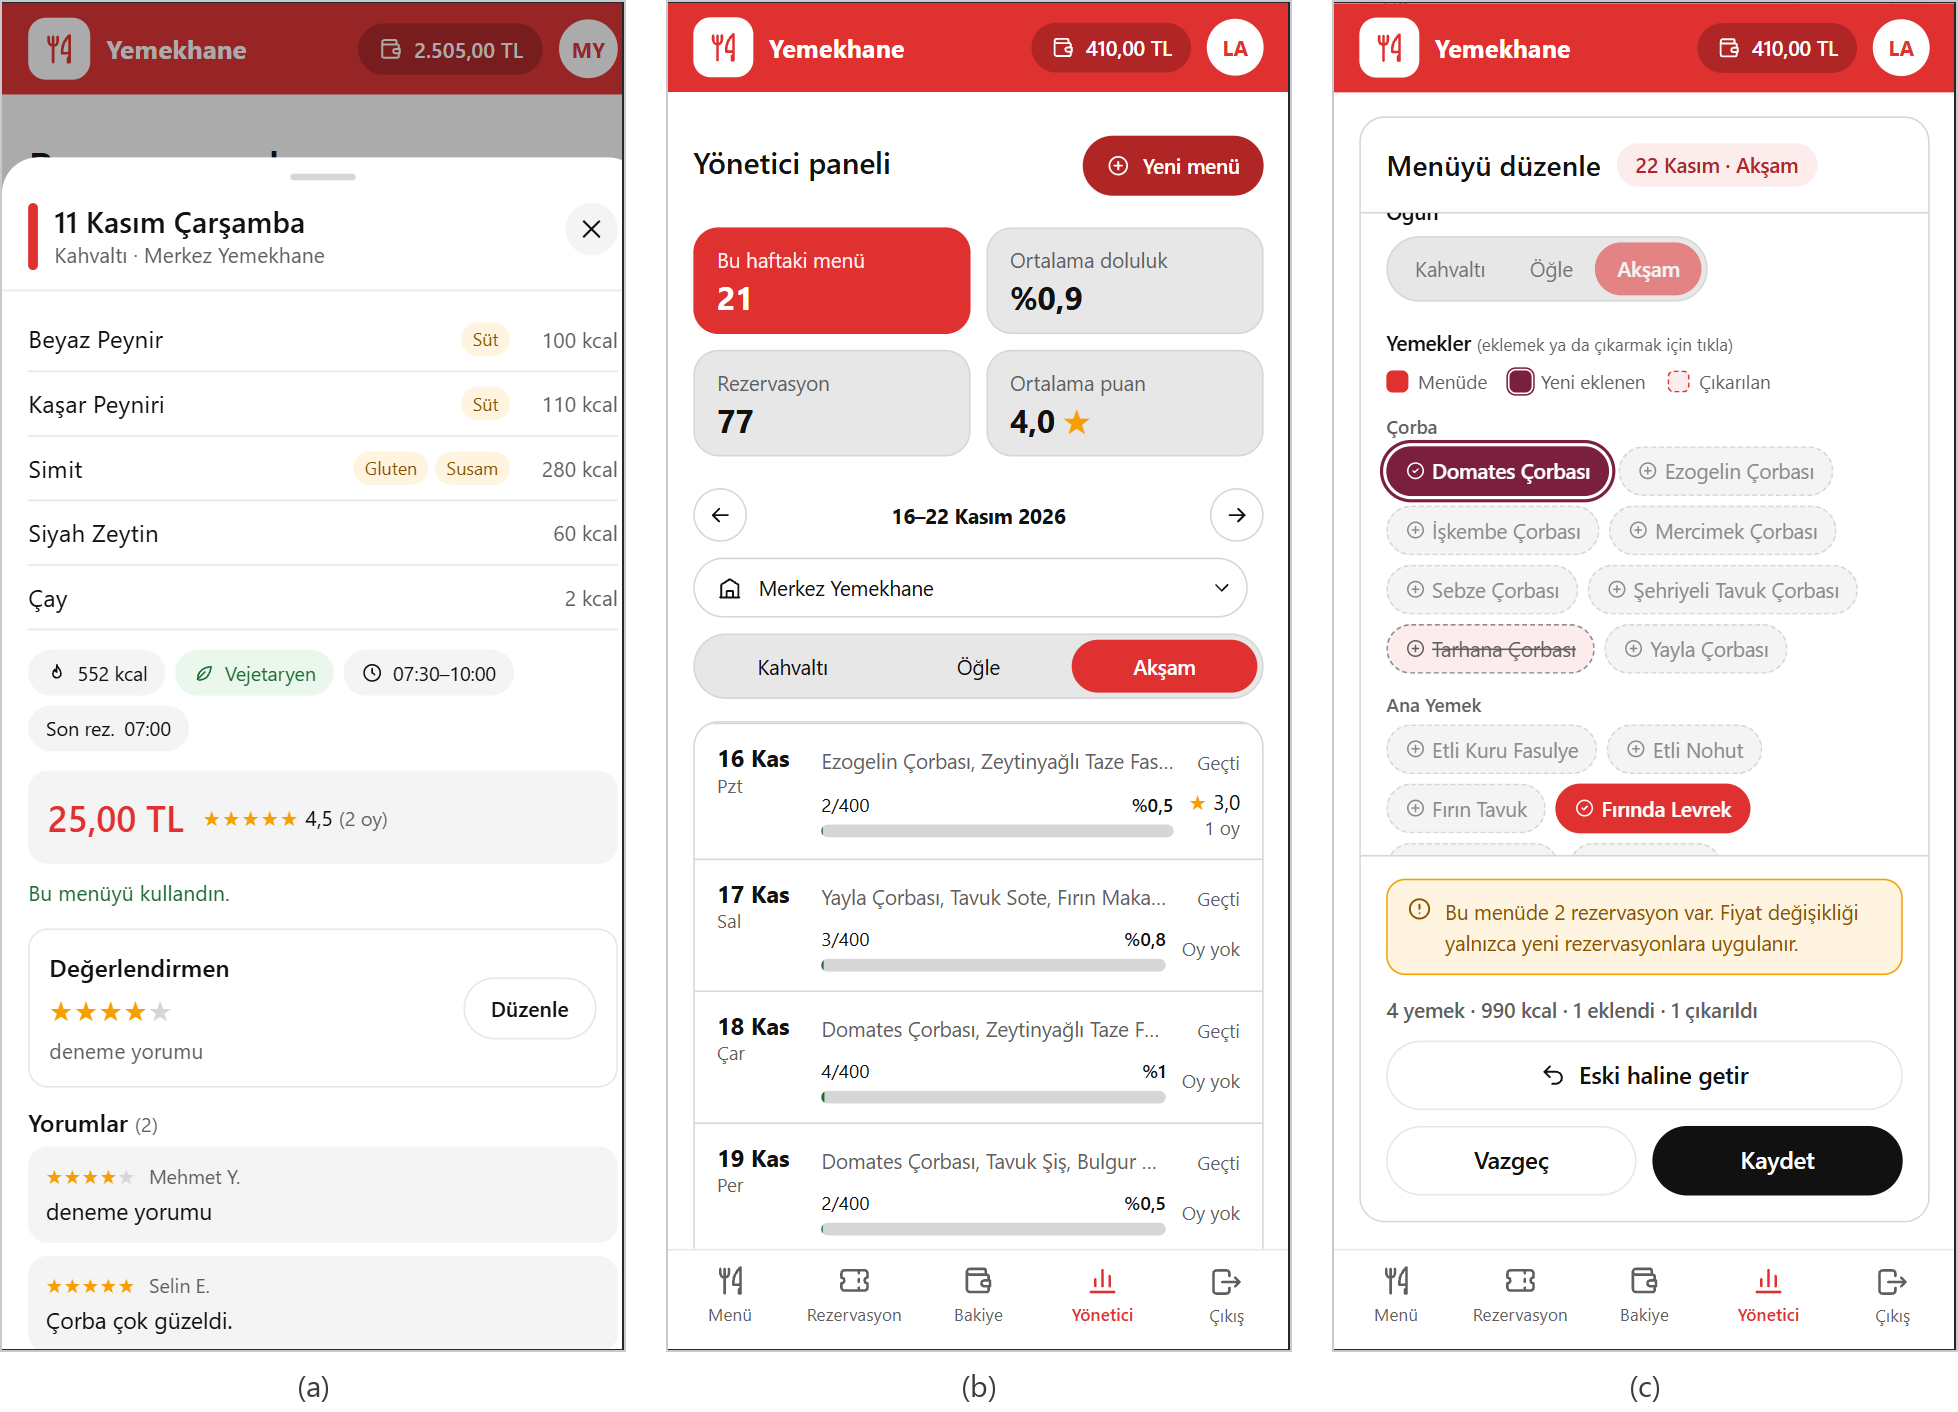 Yemekhane
2.505,00 TL
MY
11 Kasım Çarşamba
Kahvaltı · Merkez Yemekhane
Beyaz Peynir Süt 100 kcal
Kaşar Peyniri Süt 110 kcal
Simit Gluten Susam 280 kcal
Siyah Zeytin 60 kcal
Çay 2 kcal
552 kcal Vejetaryen 07:30–10:00
Son rez. 07:00
25,00 TL 4,5 (2 oy)
Bu menüyü kullandın.
Değerlendirmen
Düzenle
deneme yorumu
Yorumlar (2)
Mehmet Y.
deneme yorumu
Selin E.
Çorba çok güzeldi.
(a)
Yemekhane
410,00 TL
LA
Yönetici paneli
Yeni menü
Bu haftaki menü
21
Ortalama doluluk
%0,9
Rezervasyon
77
Ortalama puan
4,0
16–22 Kasım 2026
Merkez Yemekhane
Kahvaltı Öğle Akşam
16 Kas
Pzt
Ezogelin Çorbası, Zeytinyağlı Taze Fas...
Geçti
2/400 %0,5
3,0
1 oy
17 Kas
Sal
Yayla Çorbası, Tavuk Sote, Fırın Maka...
Geçti
3/400 %0,8
Oy yok
18 Kas
Çar
Domates Çorbası, Zeytinyağlı Taze F...
Geçti
4/400 %1
Oy yok
19 Kas
Per
Domates Çorbası, Tavuk Şiş, Bulgur ...
Geçti
2/400 %0,5
Oy yok
Menü Rezervasyon Bakiye Yönetici Çıkış
(b)
Yemekhane
410,00 TL
LA
Menüyü düzenle
22 Kasım · Akşam
Öğün
Kahvaltı Öğle Akşam
Yemekler (eklemek ya da çıkarmak için tıkla)
Menüde Yeni eklenen Çıkarılan
Çorba
Domates Çorbası Ezogelin Çorbası
İşkembe Çorbası Mercimek Çorbası
Sebze Çorbası Şehriyeli Tavuk Çorbası
Tarhana Çorbası Yayla Çorbası
Ana Yemek
Etli Kuru Fasulye Etli Nohut
Fırın Tavuk Fırında Levrek
Bu menüde 2 rezervasyon var. Fiyat değişikliği
yalnızca yeni rezervasyonlara uygulanır.
4 yemek · 990 kcal · 1 eklendi · 1 çıkarıldı
Eski haline getir
Vazgeç Kaydet
Menü Rezervasyon Bakiye Yönetici Çıkış
(c)